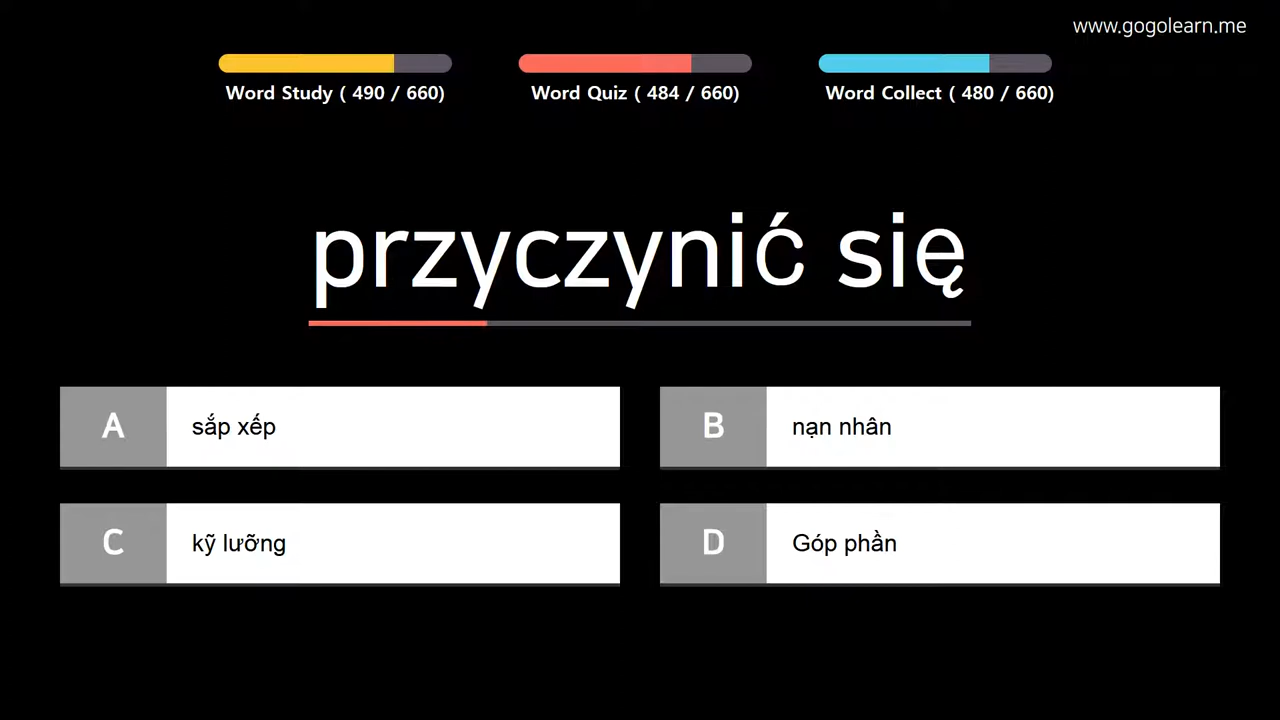 www.gogolearn.me
Word Study ( 490 / 660)
Word Quiz ( 484 / 660)
Word Collect ( 480 / 660)
przyczynić się
A sắp xếp
B nạn nhân
C kỹ lưỡng
D Góp phần